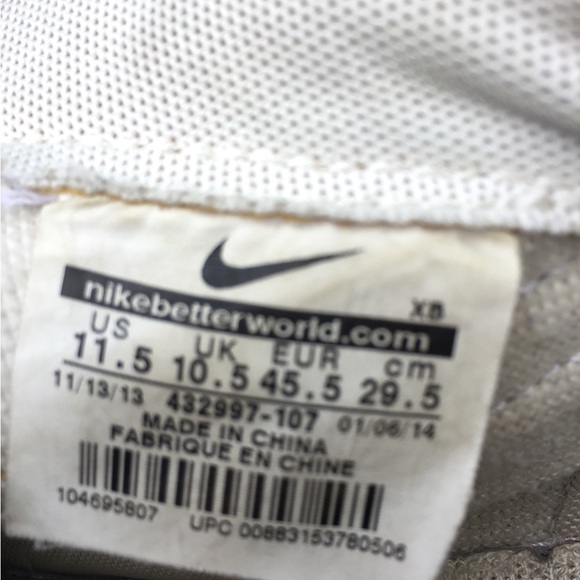 XB
nikebetterworld.com
US UK EUR cm
11.5 10.5 45.5 29.5
11/13/13 432997-107 01/06/14
MADE IN CHINA
FABRIQUE EN CHINE
104695807 UPC 00883153780506